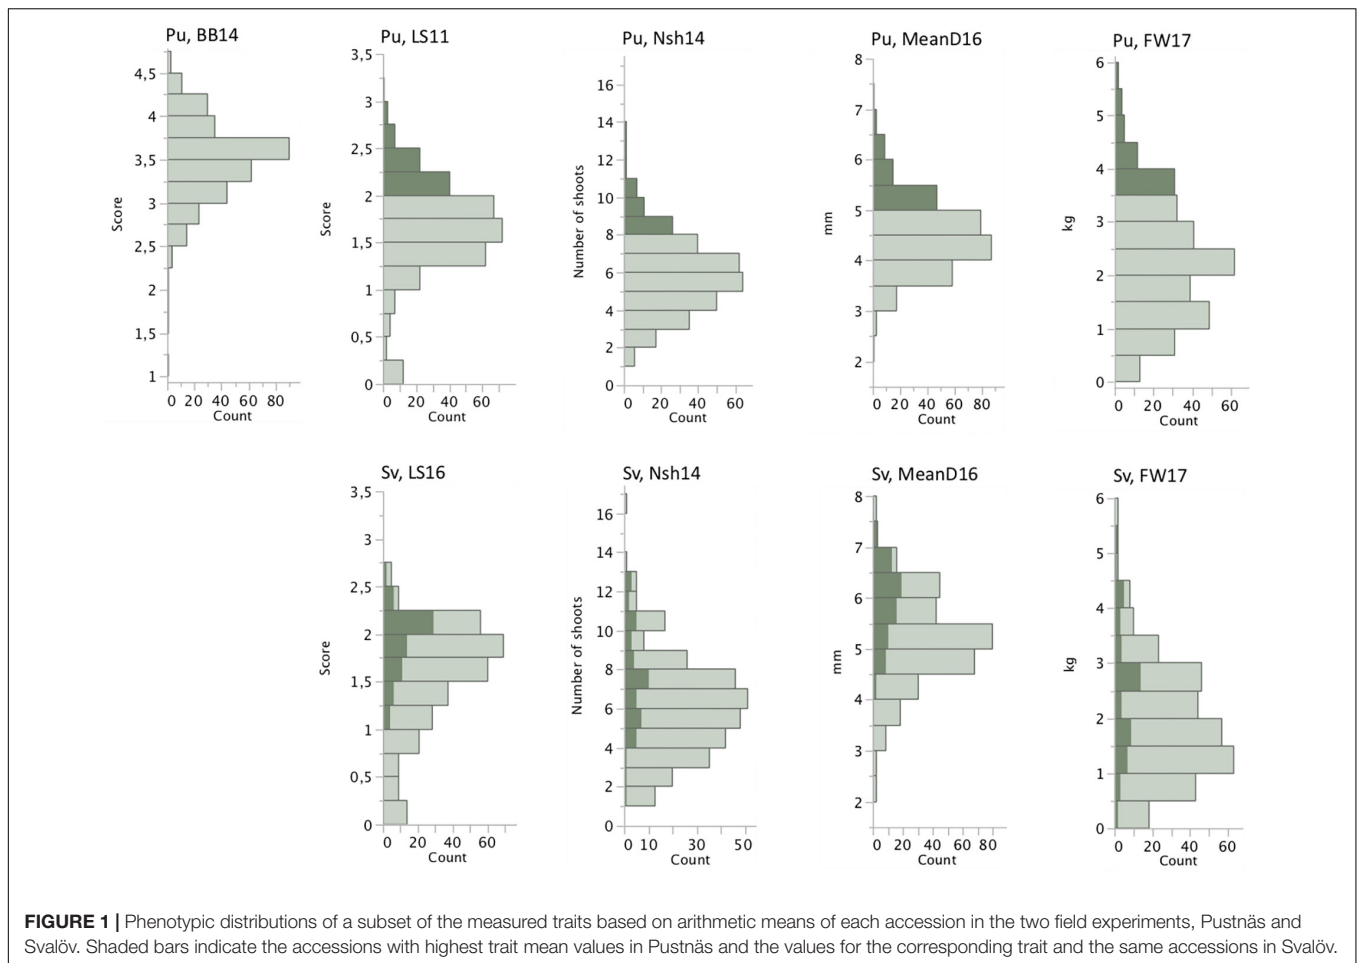 Pu, BB14
4,5
4
3,5
3
2,5
2
1,5
1
Score
0 20 40 60 80
Count
Pu, LS11
3,5
3
2,5
2
1,5
1
0,5
0
Score
0 20 40 60
Count
Pu, Nsh14
16
14
12
10
8
6
4
2
0
Number of shoots
0 20 40 60
Count
Pu, MeanD16
8
7
6
5
4
3
2
mm
0 20 40 60 80
Count
Pu, FW17
6
5
4
3
2
1
0
kg
0 20 40 60
Count
Sv, LS16
3,5
3
2,5
2
1,5
1
0,5
0
Score
0 20 40 60
Count
Sv, Nsh14
16
14
12
10
8
6
4
2
0
Number of shoots
0 10 30 50
Count
Sv, MeanD16
8
7
6
5
4
3
2
mm
0 20 40 60 80
Count
Sv, FW17
6
5
4
3
2
1
0
kg
0 20 40 60
Count
FIGURE 1 | Phenotypic distributions of a subset of the measured traits based on arithmetic means of each accession in the two field experiments, Pustnäs and
Svalöv. Shaded bars indicate the accessions with highest trait mean values in Pustnäs and the values for the corresponding trait and the same accessions in Svalöv.